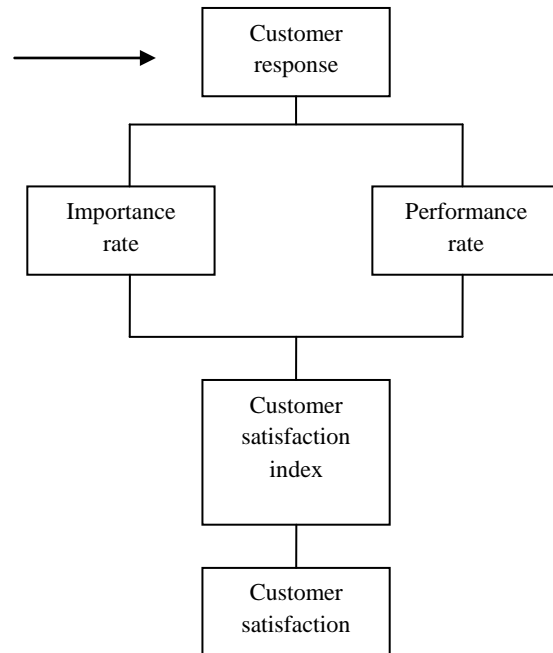 Customer
response
Importance
rate
Performance
rate
Customer
satisfaction
index
Customer
satisfaction